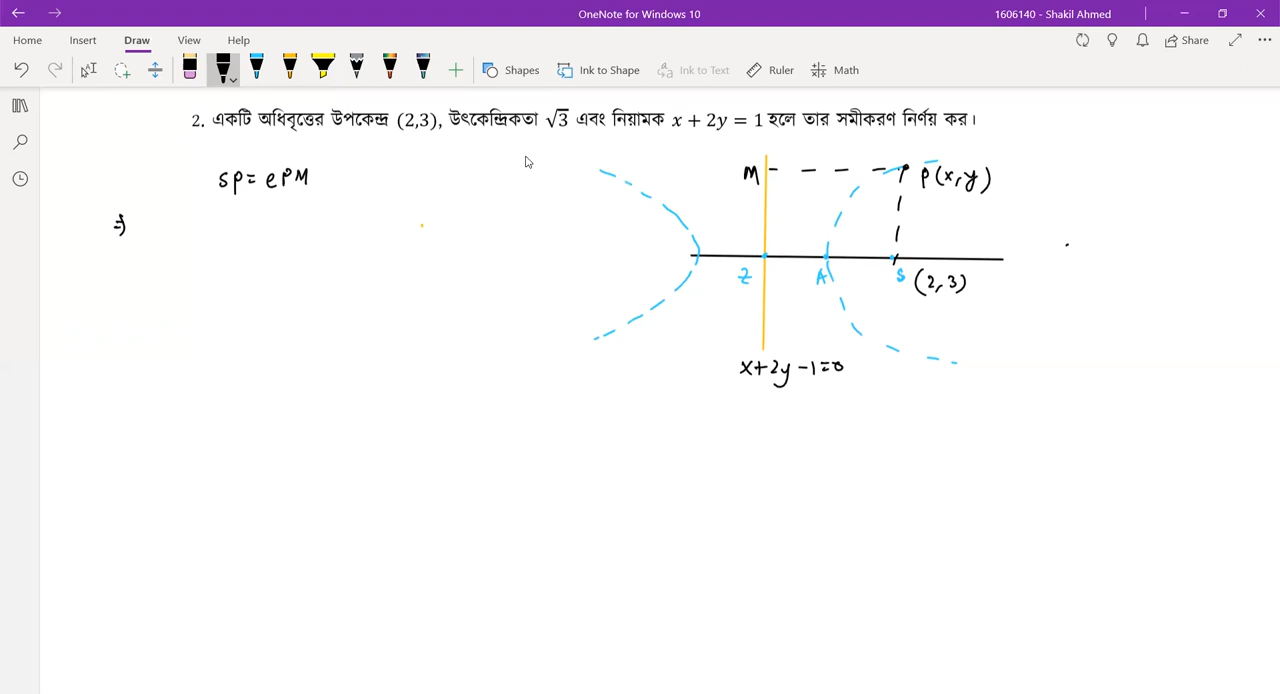 OneNote for Windows 10
1606140 - Shakil Ahmed
Home Insert Draw View Help
Share
Shapes Ink to Shape Ink to Text Ruler Math
2. একটি অধিবৃত্তের উপকেন্দ্র (2,3), উৎকেন্দ্রিকতা √3 এবং নিয়ামক x + 2y = 1 হলে তার সমীকরণ নির্ণয় কর।
SP = ePM
M P(x,y)
⇒
Z A S (2,3)
x+2y-1=0